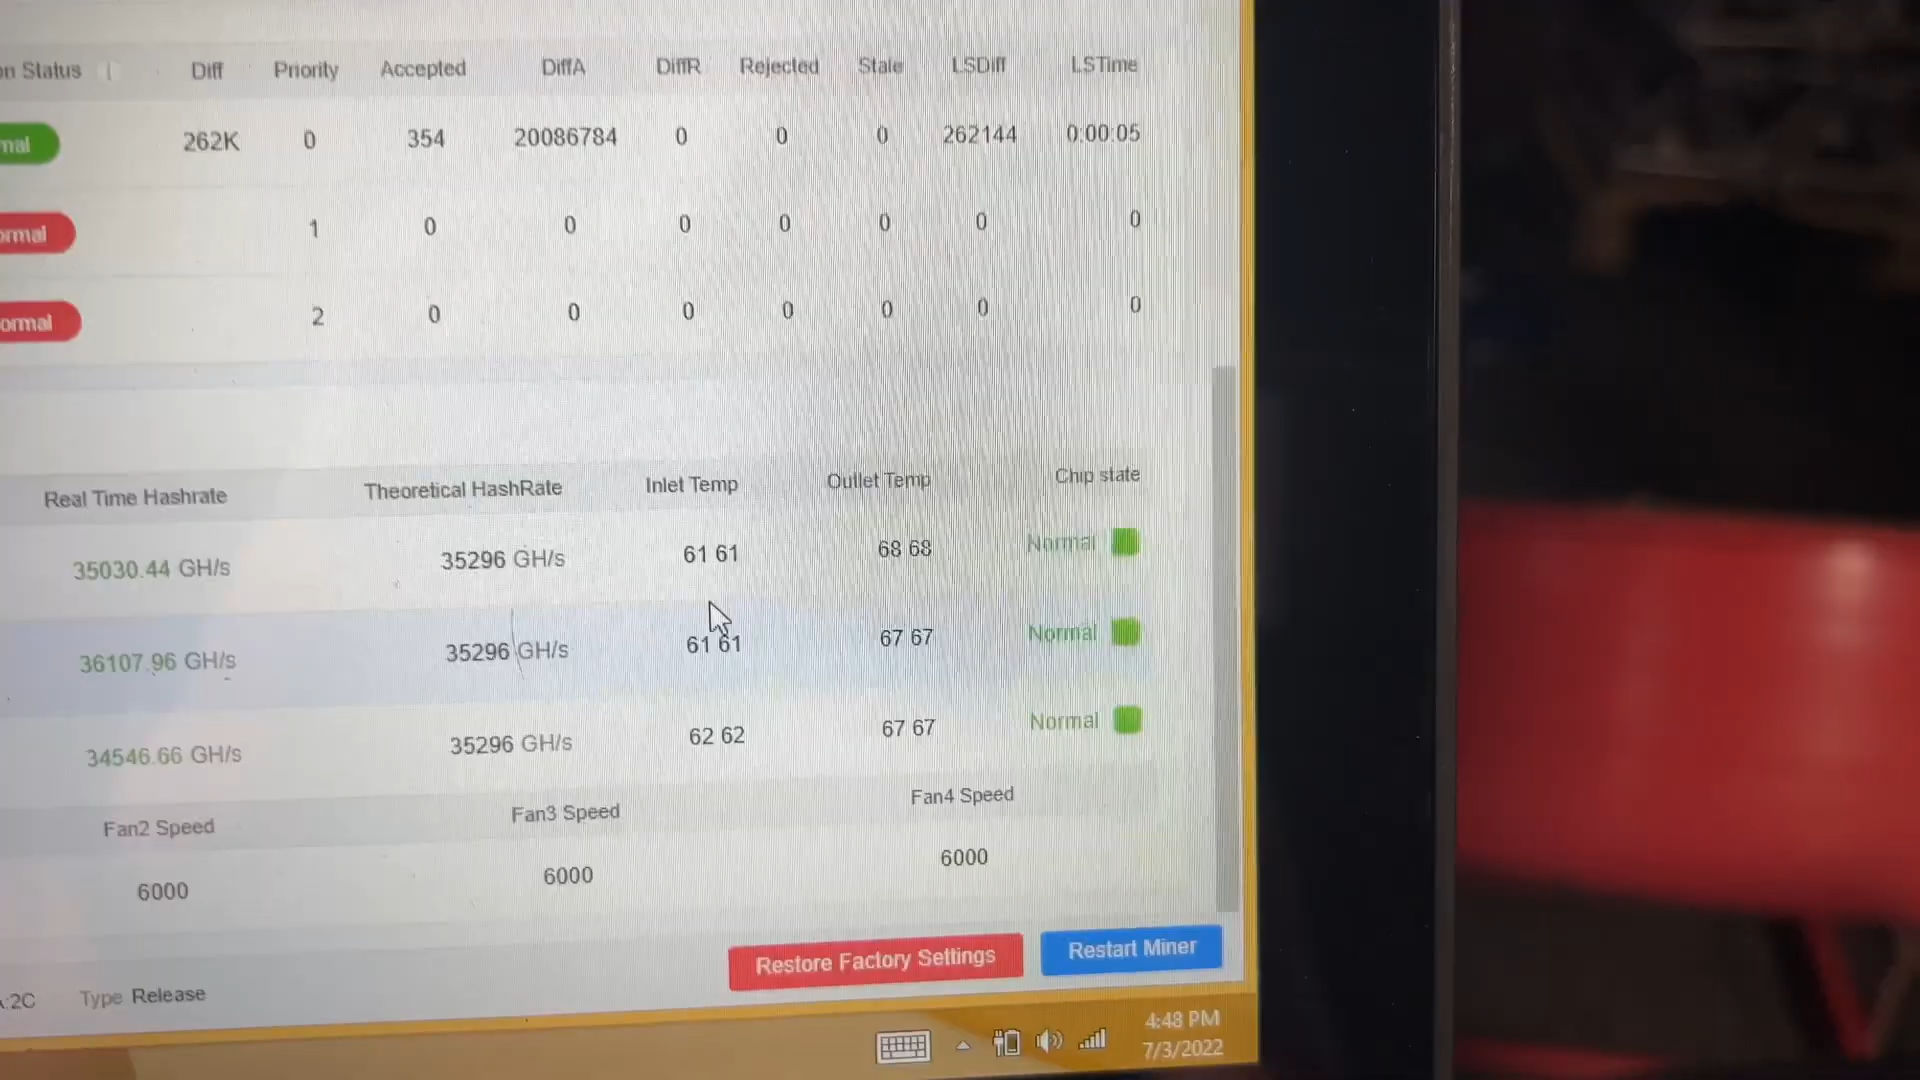 on Status Diff Priority Accepted DiffA DiffR Rejected Stale LSDiff LSTime
mal 262K 0 354 20086784 0 0 0 262144 0:00:05
ormal 1 0 0 0 0 0 0 0
ormal 2 0 0 0 0 0 0 0
Real Time Hashrate Theoretical HashRate Inlet Temp Outlet Temp Chip state
35030.44 GH/s 35296 GH/s 61 61 68 68 Normal
36107.96 GH/s 35296 GH/s 61 61 67 67 Normal
34546.66 GH/s 35296 GH/s 62 62 67 67 Normal
Fan2 Speed Fan3 Speed Fan4 Speed
6000 6000 6000
Restore Factory Settings Restart Miner
:2C Type Release
4:48 PM
7/3/2022